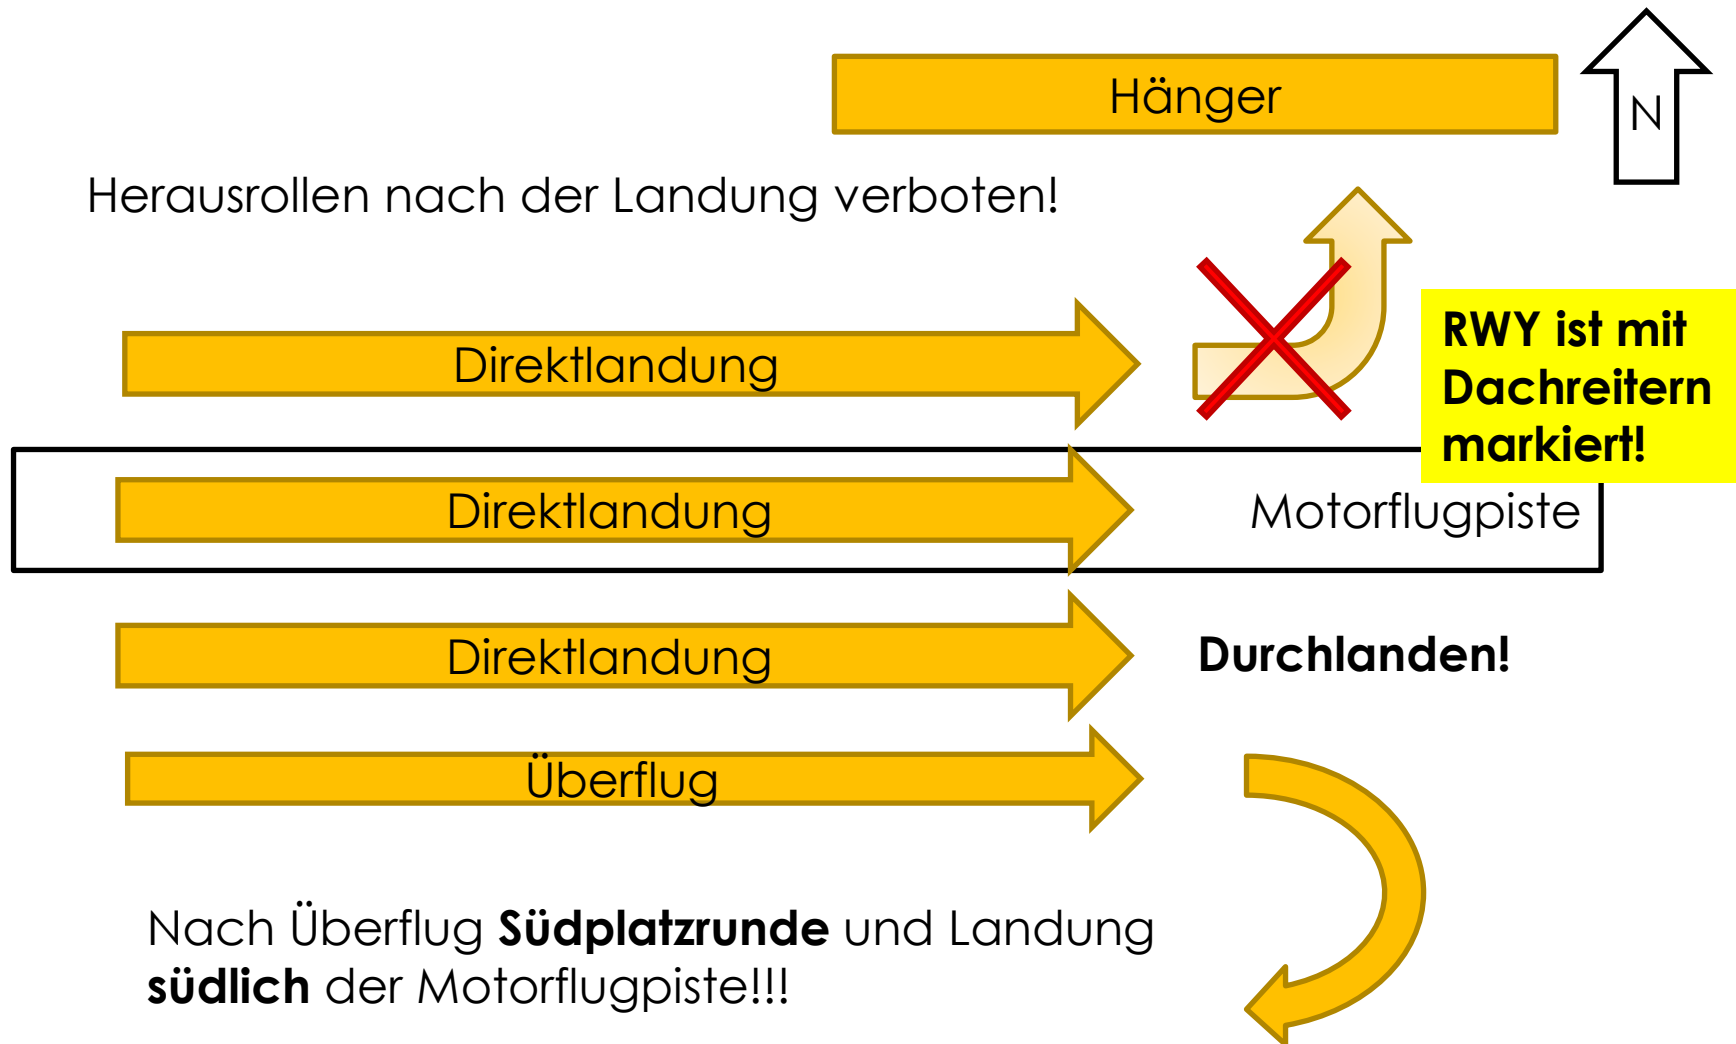 Hänger
N
Herausrollen nach der Landung verboten!
Direktlandung
RWY ist mit
Dachreitern
markiert!
Direktlandung
Motorflugpiste
Direktlandung
Durchlanden!
Überflug
Nach Überflug Südplatzrunde und Landung
südlich der Motorflugpiste!!!